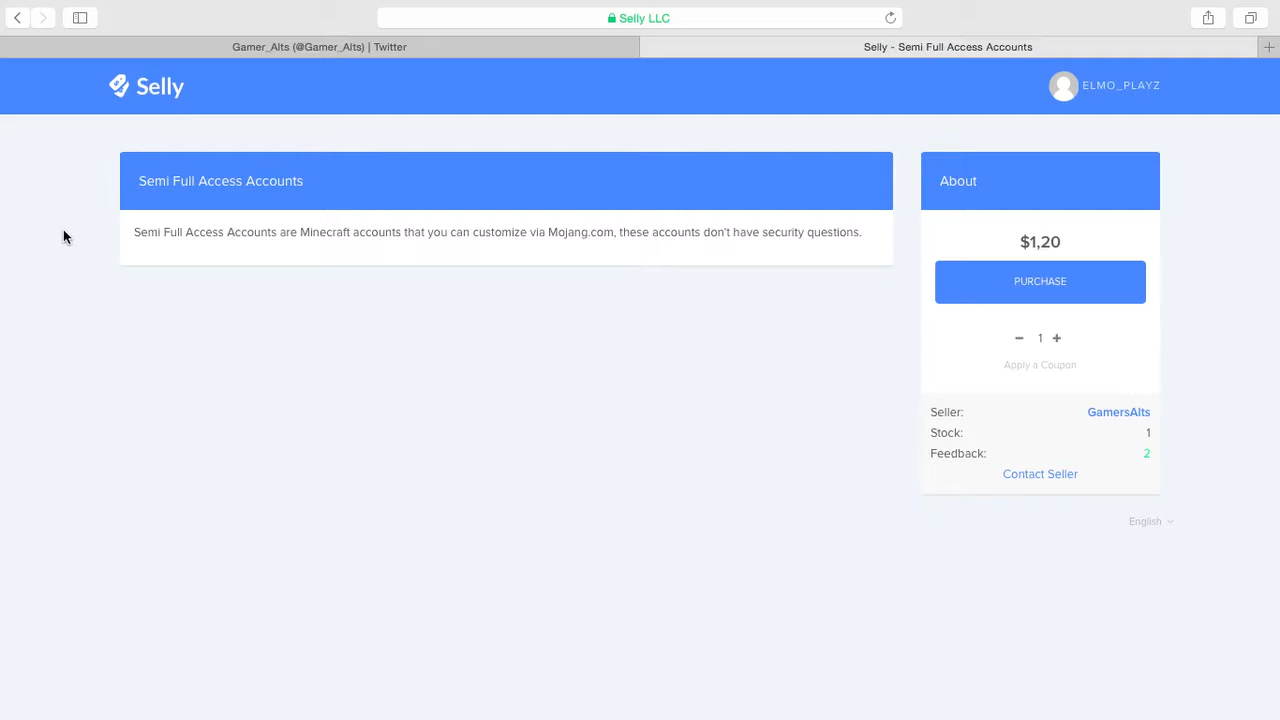 Selly LLC
Gamer_Alts (@Gamer_Alts) | Twitter
Selly - Semi Full Access Accounts
Selly
ELMO_PLAYZ
Semi Full Access Accounts
Semi Full Access Accounts are Minecraft accounts that you can customize via Mojang.com, these accounts don't have security questions.
About
$1,20
PURCHASE
1
Apply a Coupon
Seller: GamersAlts
Stock: 1
Feedback: 2
Contact Seller
English